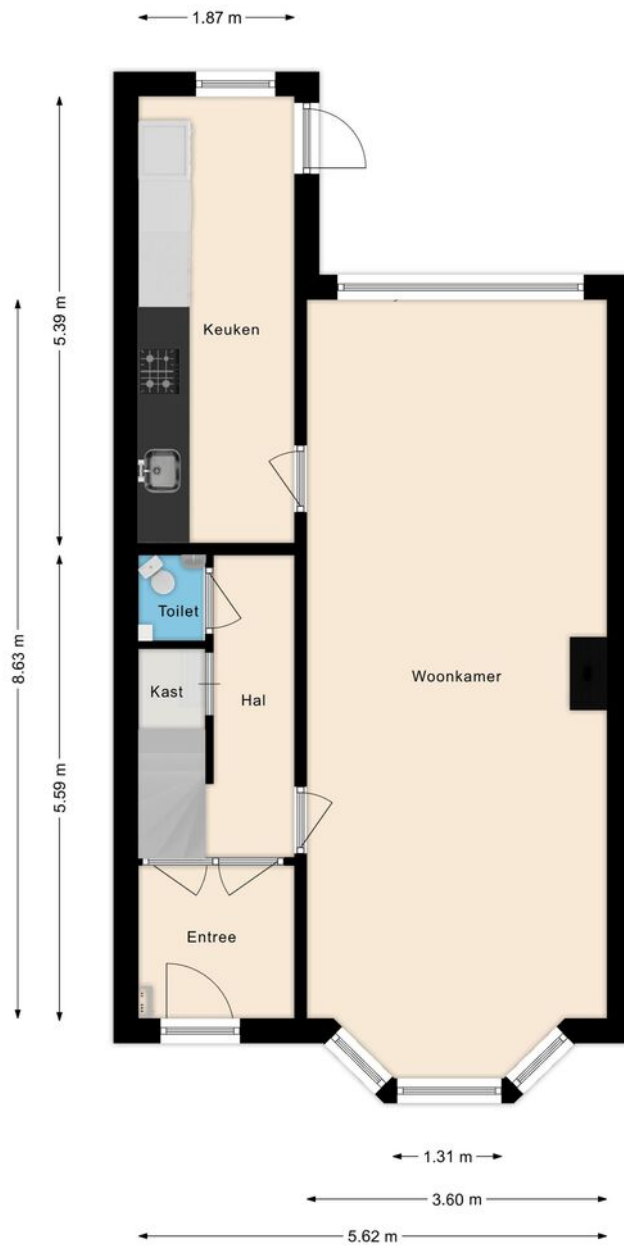 1.87 m
5.39 m
Keuken
8.63 m
Toilet
Kast
Hal
Woonkamer
5.59 m
Entree
1.31 m
3.60 m
5.62 m